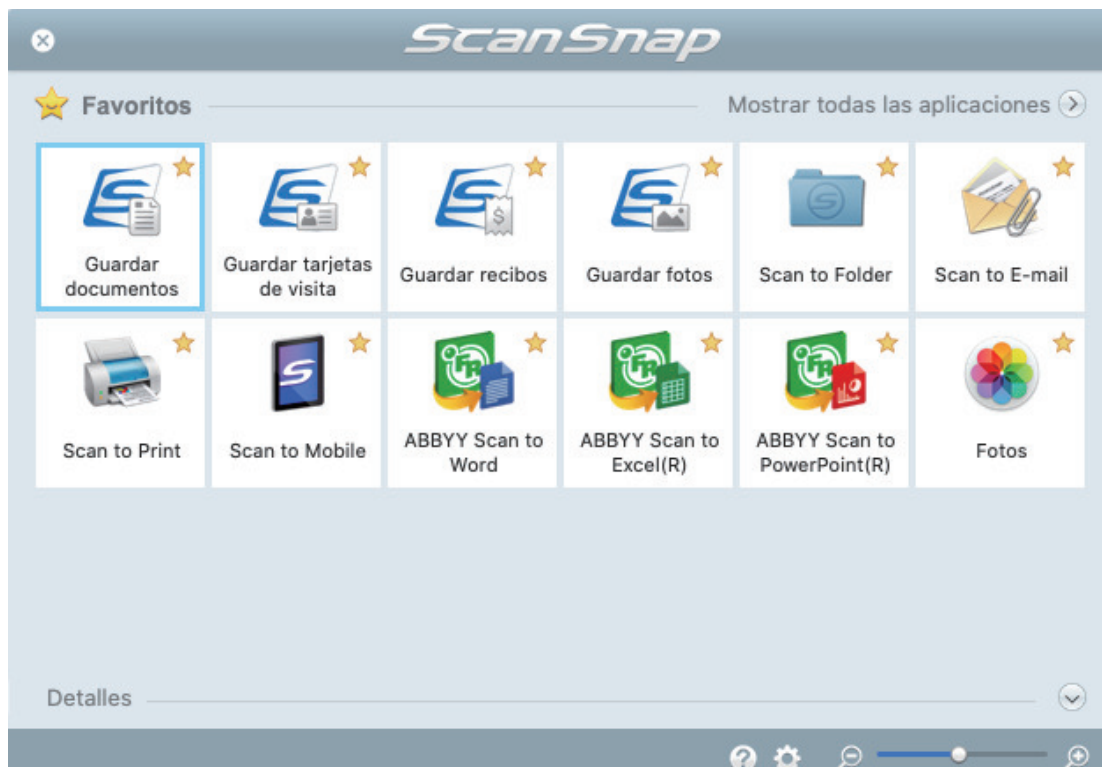 ScanSnap
Favoritos
Mostrar todas las aplicaciones
Guardar
documentos
Guardar tarjetas
de visita
Guardar recibos
Guardar fotos
Scan to Folder
Scan to E-mail
Scan to Print
Scan to Mobile
ABBYY Scan to
Word
ABBYY Scan to
Excel(R)
ABBYY Scan to
PowerPoint(R)
Fotos
Detalles